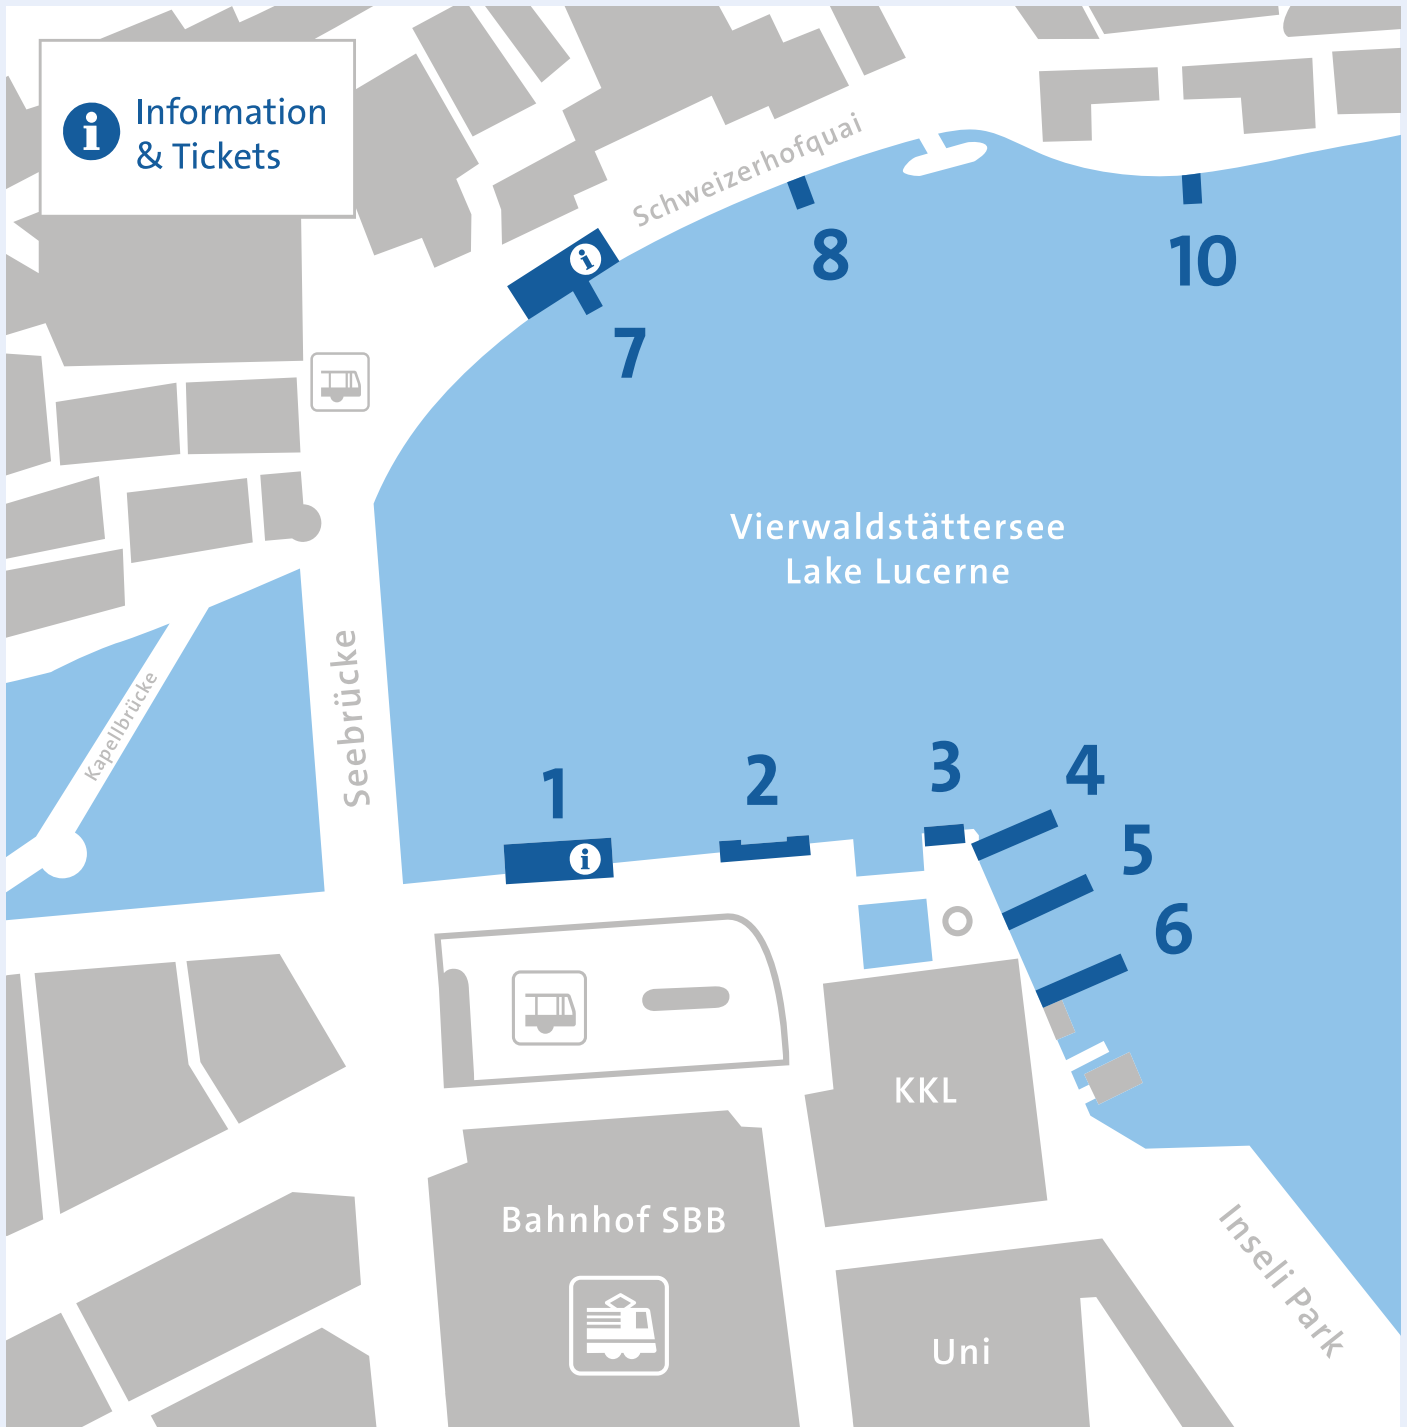 Information
& Tickets
Schweizerhofquai
8
10
7
Vierwaldstättersee
Lake Lucerne
Seebrücke
Kapellbrücke
1
2
3
4
5
6
KKL
Bahnhof SBB
Inseli Park
Uni